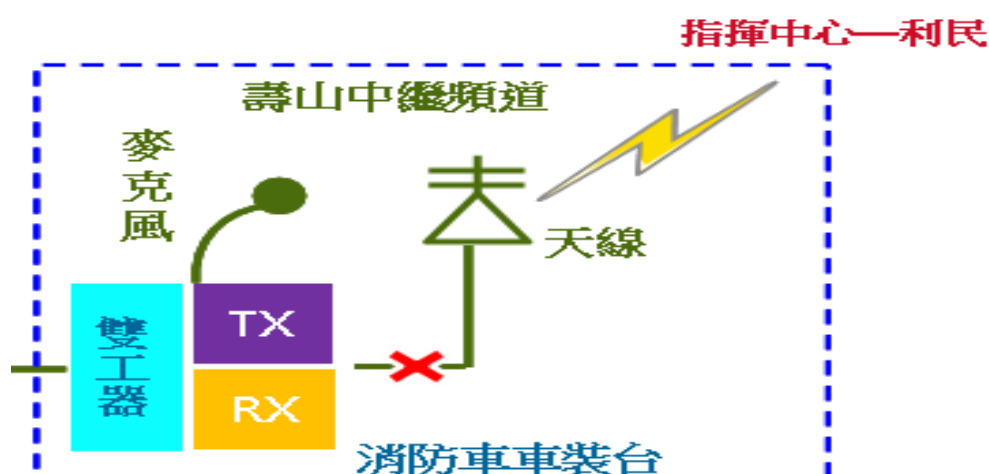 指揮中心—利民
壽山中繼頻道
麥克風
天線
雙工器
TX
RX
消防車車裝台